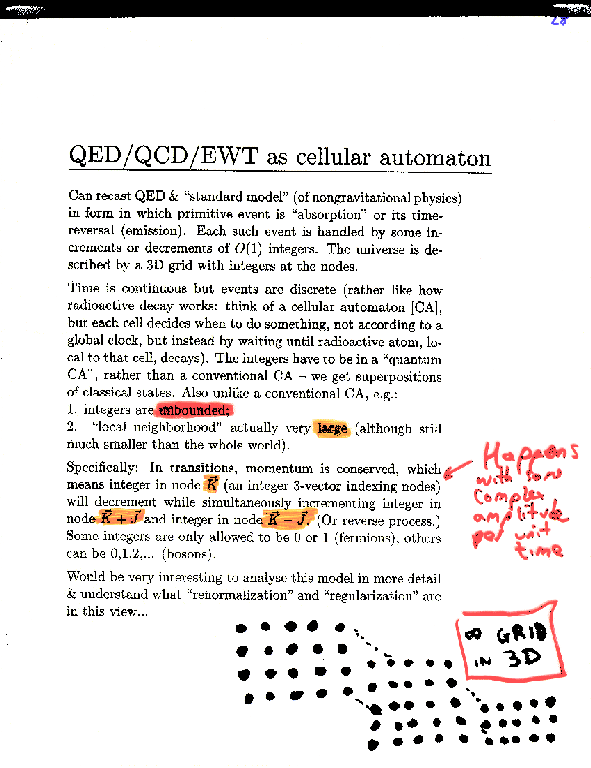 28
QED/QCD/EWT as cellular automaton
Can recast QED & “standard model” (of nongravitational physics)
in form in which primitive event is “absorption” or its time-
reversal (emission). Each such event is handled by some in-
crements or decrements of O(1) integers. The universe is de-
scribed by a 3D grid with integers at the nodes.
Time is continuous but events are discrete (rather like how
radioactive decay works: think of a cellular automaton [CA],
but each cell decides when to do something, not according to a
global clock, but instead by waiting until radioactive atom, lo-
cal to that cell, decays). The integers have to be in a “quantum
CA”, rather than a conventional CA – we get superpositions
of classical states. Also unlike a conventional CA, e.g.:
1. integers are unbounded;
2. “local neighborhood” actually very large (although still
much smaller than the whole world).
Specifically: In transitions, momentum is conserved, which
means integer in node K⃗ (an integer 3-vector indexing nodes)
will decrement while simultaneously incrementing integer in
node K⃗ + J⃗ and integer in node K⃗ − J⃗. (Or reverse process.)
Some integers are only allowed to be 0 or 1 (fermions), others
can be 0,1,2,... (bosons).
Happens
with some
complex
amplitude
per unit
time
Would be very interesting to analyse this model in more detail
& understand what “renormalization” and “regularization” are
in this view...
∞ GRID
IN 3D